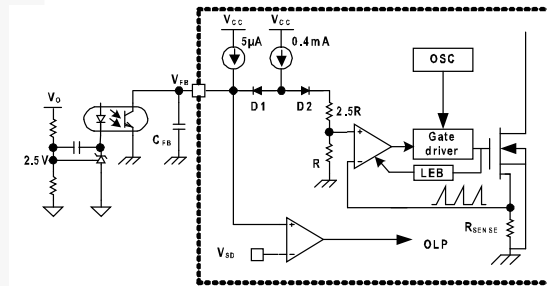 VCC VCC
5µA 0.4mA
OSC
VFB
D1 D2
2.5R
VO
CFB
R
Gate
driver
2.5V
LEB
RSENSE
VSD
OLP
+
-
+
-